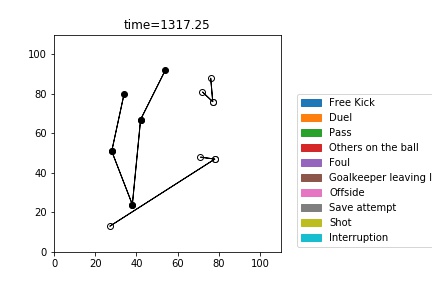 time=1317.25
100
80
60
40
20
0
0 20 40 60 80 100
Free Kick
Duel
Pass
Others on the ball
Foul
Goalkeeper leaving l
Offside
Save attempt
Shot
Interruption